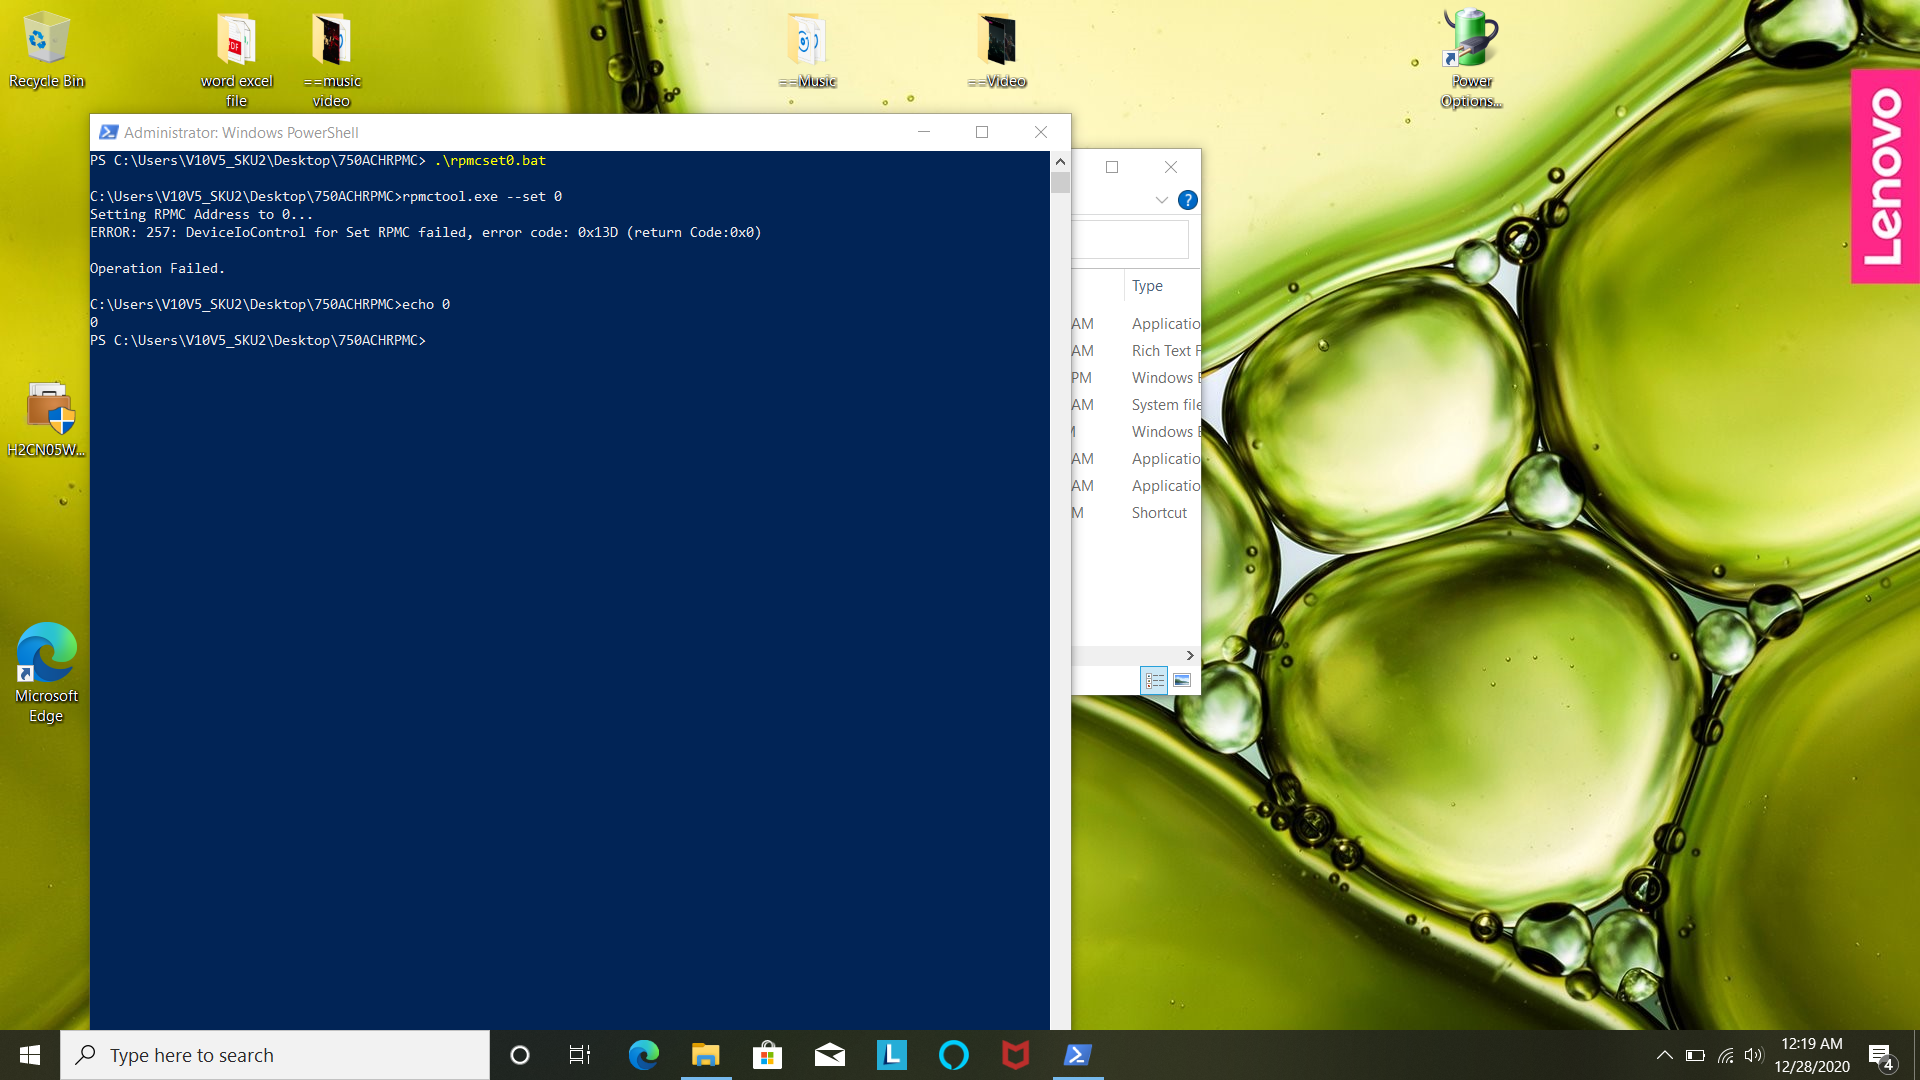 Recycle Bin
word excel
file
==music
video
==Music
==Video
Power
Options...
Lenovo
Administrator: Windows PowerShell
PS C:\Users\V10V5_SKU2\Desktop\750ACHRPMC> .\rpmcset0.bat
C:\Users\V10V5_SKU2\Desktop\750ACHRPMC>rpmctool.exe --set 0
Setting RPMC Address to 0...
ERROR: 257: DeviceIoControl for Set RPMC failed, error code: 0x13D (return Code:0x0)
Operation Failed.
C:\Users\V10V5_SKU2\Desktop\750ACHRPMC>echo 0
0
PS C:\Users\V10V5_SKU2\Desktop\750ACHRPMC>
?
Type
AM Applicatio
AM Rich Text F
PM Windows
AM System file
Windows
AM Applicatio
AM Applicatio
M Shortcut
H2CN05W...
Microsoft
Edge
Type here to search
L
12:19 AM
12/28/2020
4